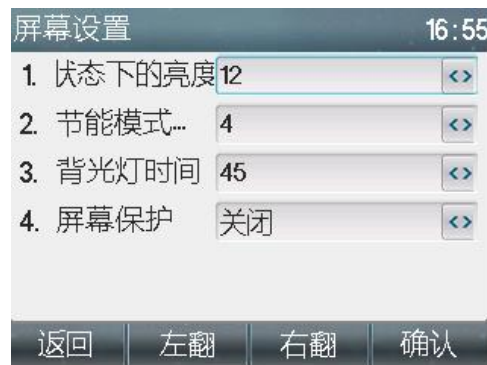 屏幕设置 16:55
1. 状态下的亮度 12
2. 节能模式… 4
3. 背光灯时间 45
4. 屏幕保护 关闭
返回 左翻 右翻 确认